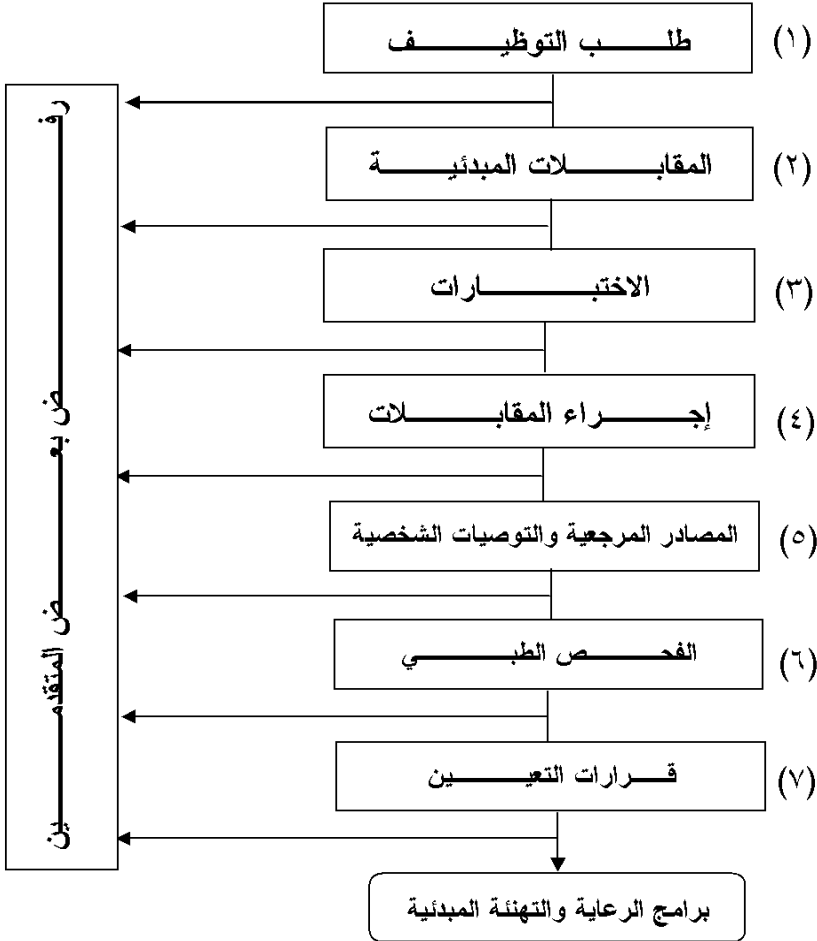 (١) طلب التوظيف
(٢) المقابلات المبدئية
(٣) الاختبارات
(٤) إجراء المقابلات
(٥) المصادر المرجعية والتوصيات الشخصية
(٦) الفحص الطبي
(٧) قرارات التعيين
برامج الرعاية والتهنئة المبدئية
رفض بعض المتقدمين